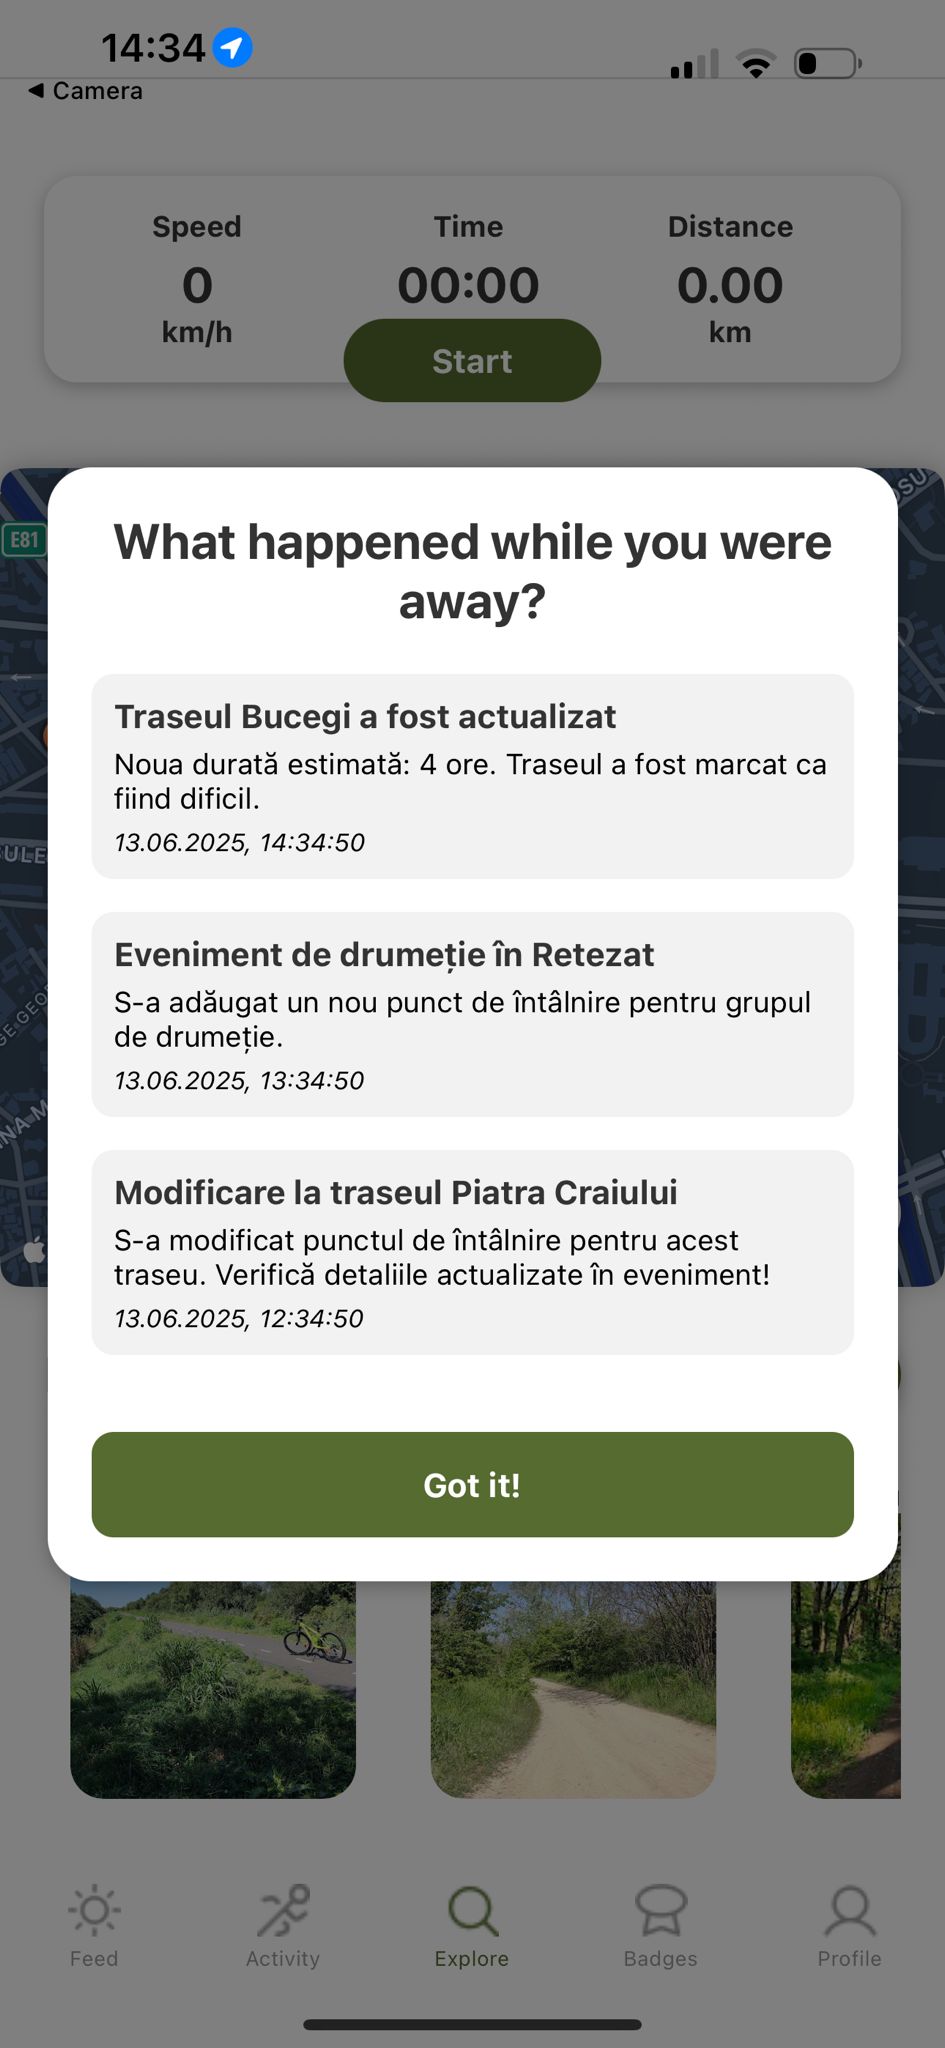 14:34
◀ Camera
Speed Time Distance
0 00:00 0.00
km/h km
Start
E81
What happened while you were
away?
Traseul Bucegi a fost actualizat
Noua durată estimată: 4 ore. Traseul a fost marcat ca
fiind dificil.
13.06.2025, 14:34:50
Eveniment de drumeție în Retezat
S-a adăugat un nou punct de întâlnire pentru grupul
de drumeție.
13.06.2025, 13:34:50
Modificare la traseul Piatra Craiului
S-a modificat punctul de întâlnire pentru acest
traseu. Verifică detaliile actualizate în eveniment!
13.06.2025, 12:34:50
Got it!
Feed Activity Explore Badges Profile